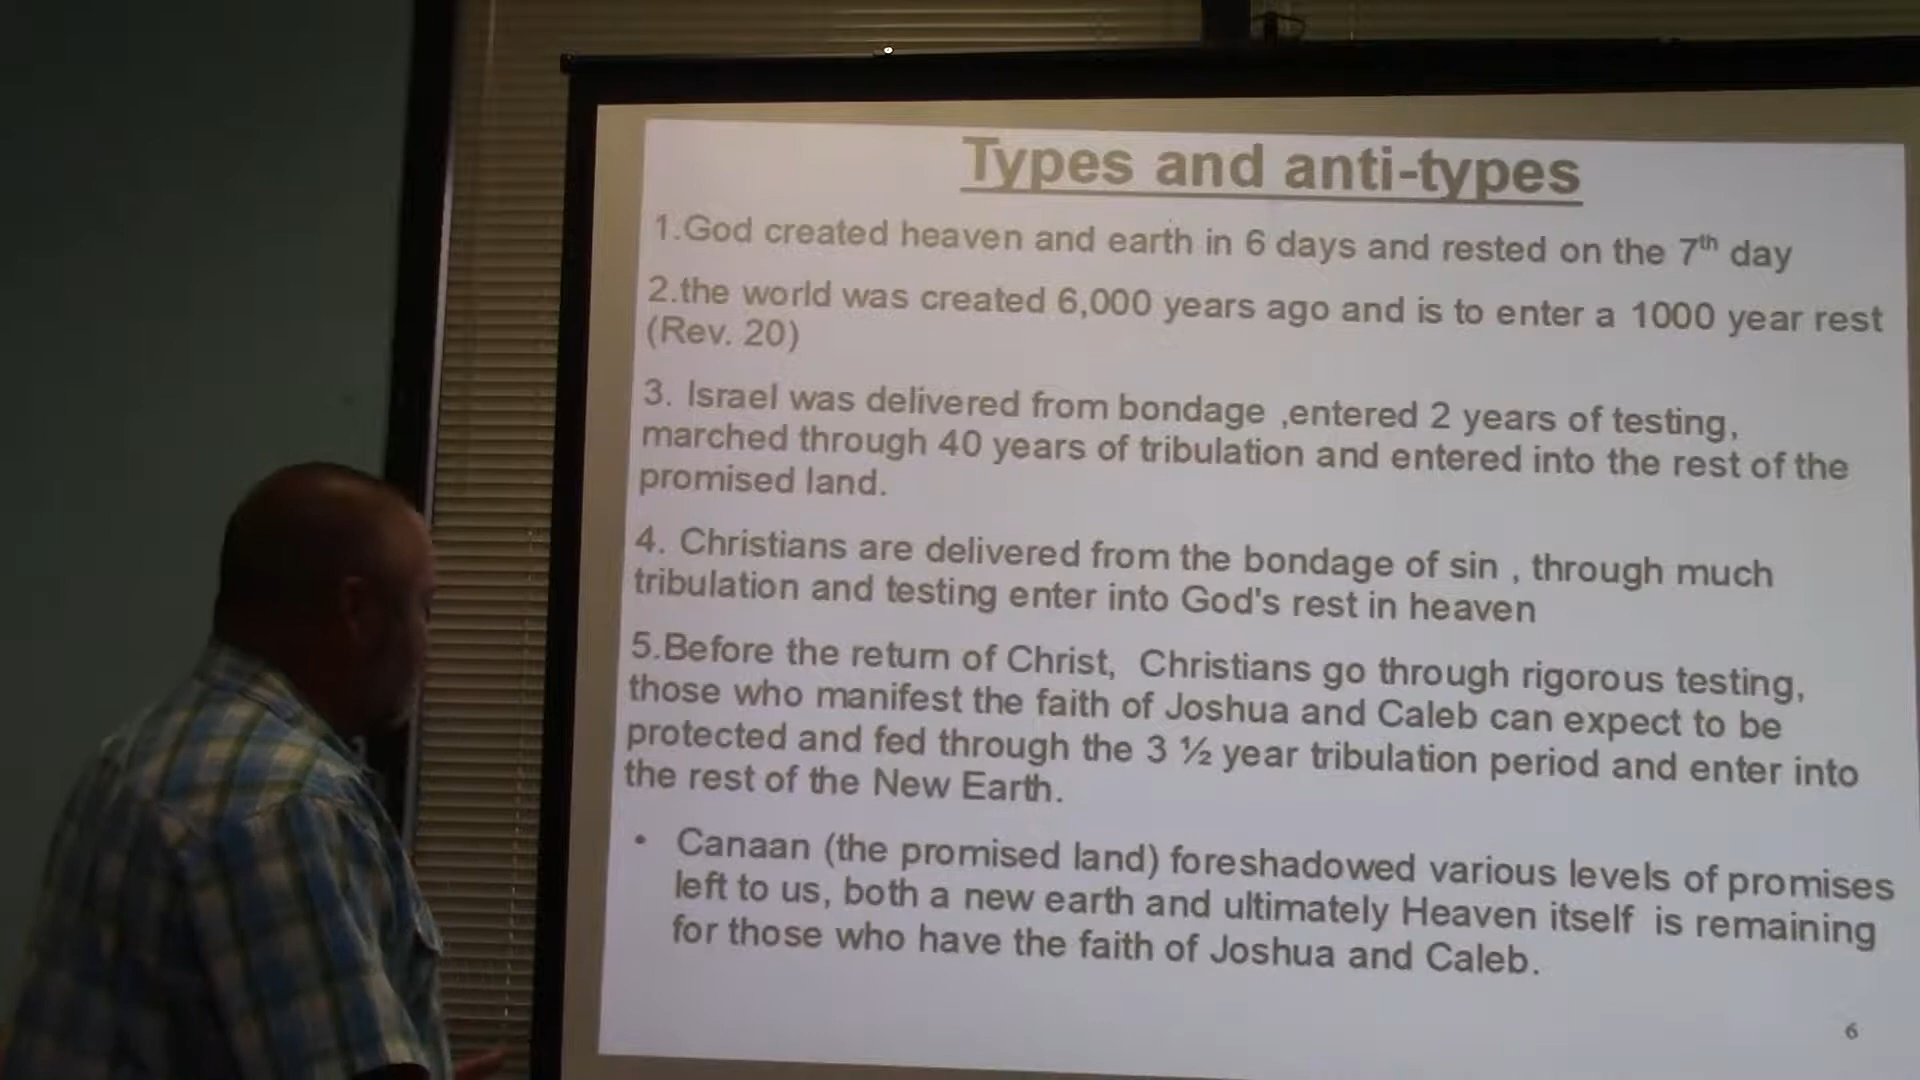 Types and anti-types
1.God created heaven and earth in 6 days and rested on the 7th day
2.the world was created 6,000 years ago and is to enter a 1000 year rest
(Rev. 20)
3. Israel was delivered from bondage ,entered 2 years of testing,
marched through 40 years of tribulation and entered into the rest of the
promised land.
4. Christians are delivered from the bondage of sin , through much
tribulation and testing enter into God's rest in heaven
5.Before the return of Christ, Christians go through rigorous testing,
those who manifest the faith of Joshua and Caleb can expect to be
protected and fed through the 3 ½ year tribulation period and enter into
the rest of the New Earth.
• Canaan (the promised land) foreshadowed various levels of promises
left to us, both a new earth and ultimately Heaven itself is remaining
for those who have the faith of Joshua and Caleb.
6